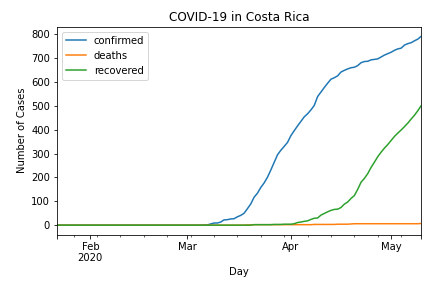 COVID-19 in Costa Rica
800
700
600
500
400
300
200
100
0
Number of Cases
confirmed
deaths
recovered
Feb
2020
Mar
Apr
May
Day